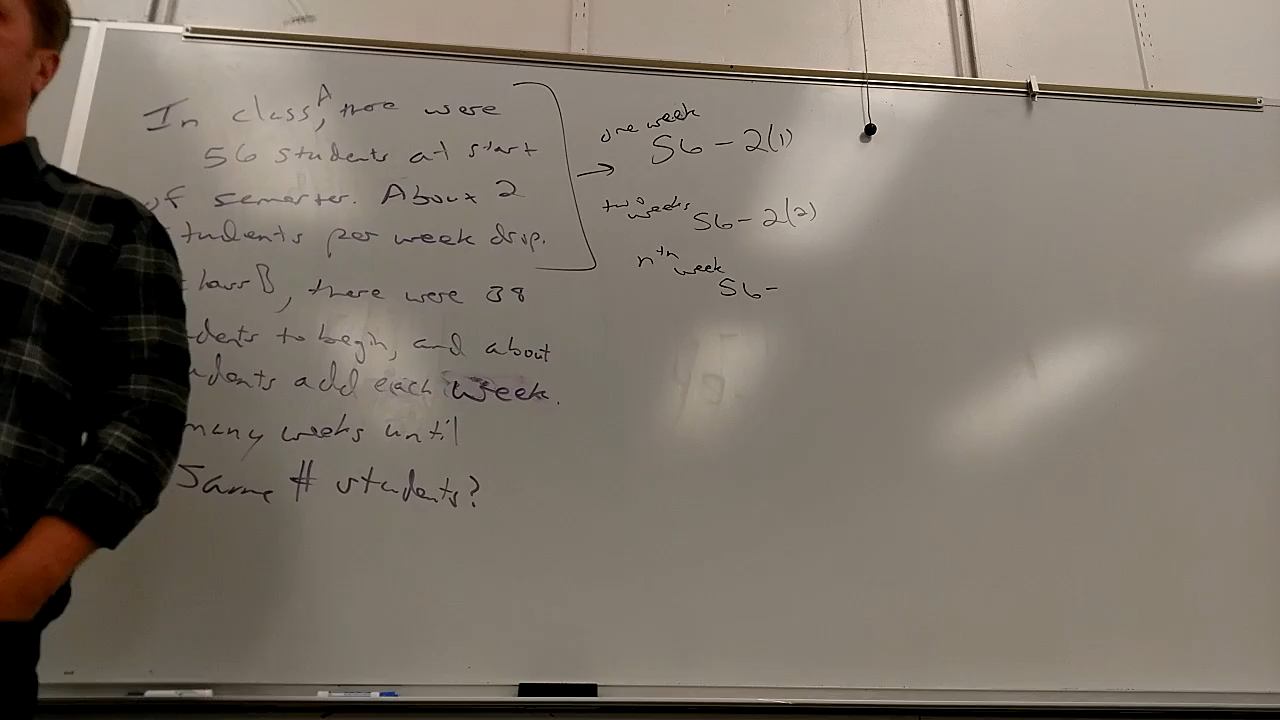 In class A, there were
56 students at start
of semester. About 2
tudents per week drop.
lass B, there were 38
dents to begin, and about
dents add each week.
many weeks until
Same # students?
one week
56 - 2(1)
two weeks 56 - 2(2)
nth week
56 -